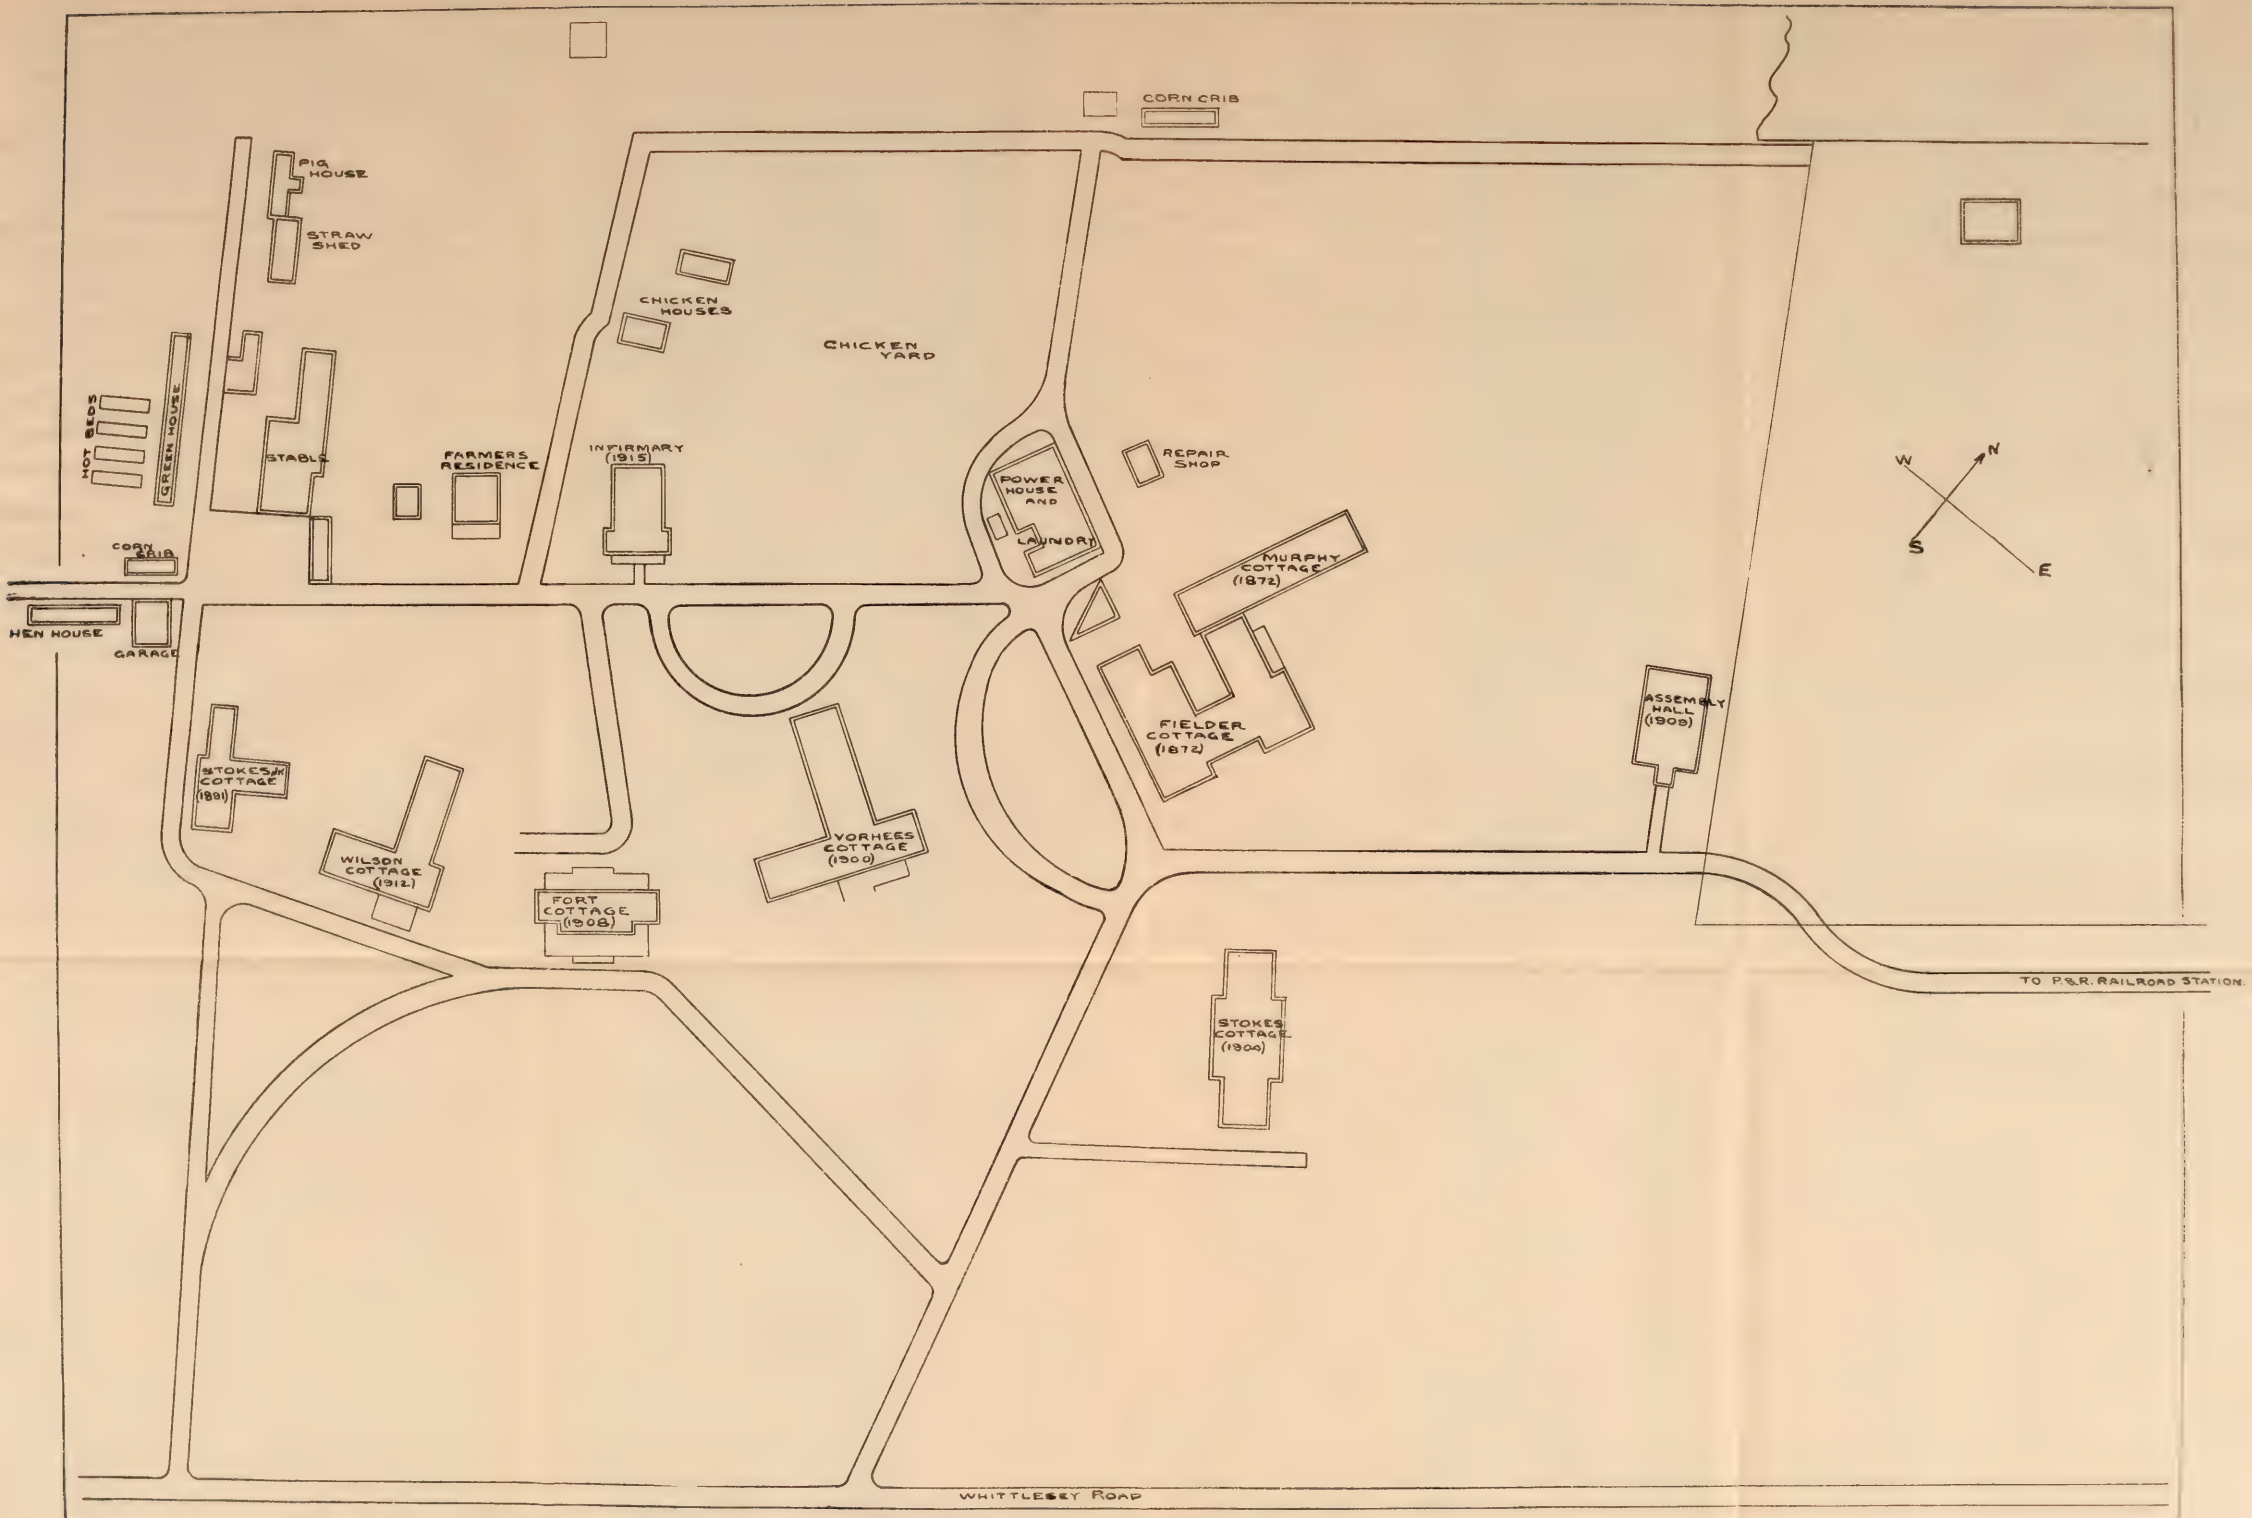 CORN CRIB
PIG
HOUSE
STRAW
SHED
CHICKEN
HOUSES
CHICKEN
YARD
HOT BEDS
GREEN HOUSE
STABLE
FARMERS
RESIDENCE
INFIRMARY
(1915)
POWER
HOUSE
AND
LAUNDRY
REPAIR
SHOP
W
N
S
E
CORN
CRIB
MURPHY
COTTAGE
(1872)
HEN HOUSE
GARAGE
ASSEMBLY
HALL
(1909)
FIELDER
COTTAGE
(1872)
STOKES
COTTAGE
(1891)
WILSON
COTTAGE
(1912)
VORHEES
COTTAGE
(1900)
FORT
COTTAGE
(1908)
TO P.&R. RAILROAD STATION.
STOKES
COTTAGE
WHITTLESEY ROAD